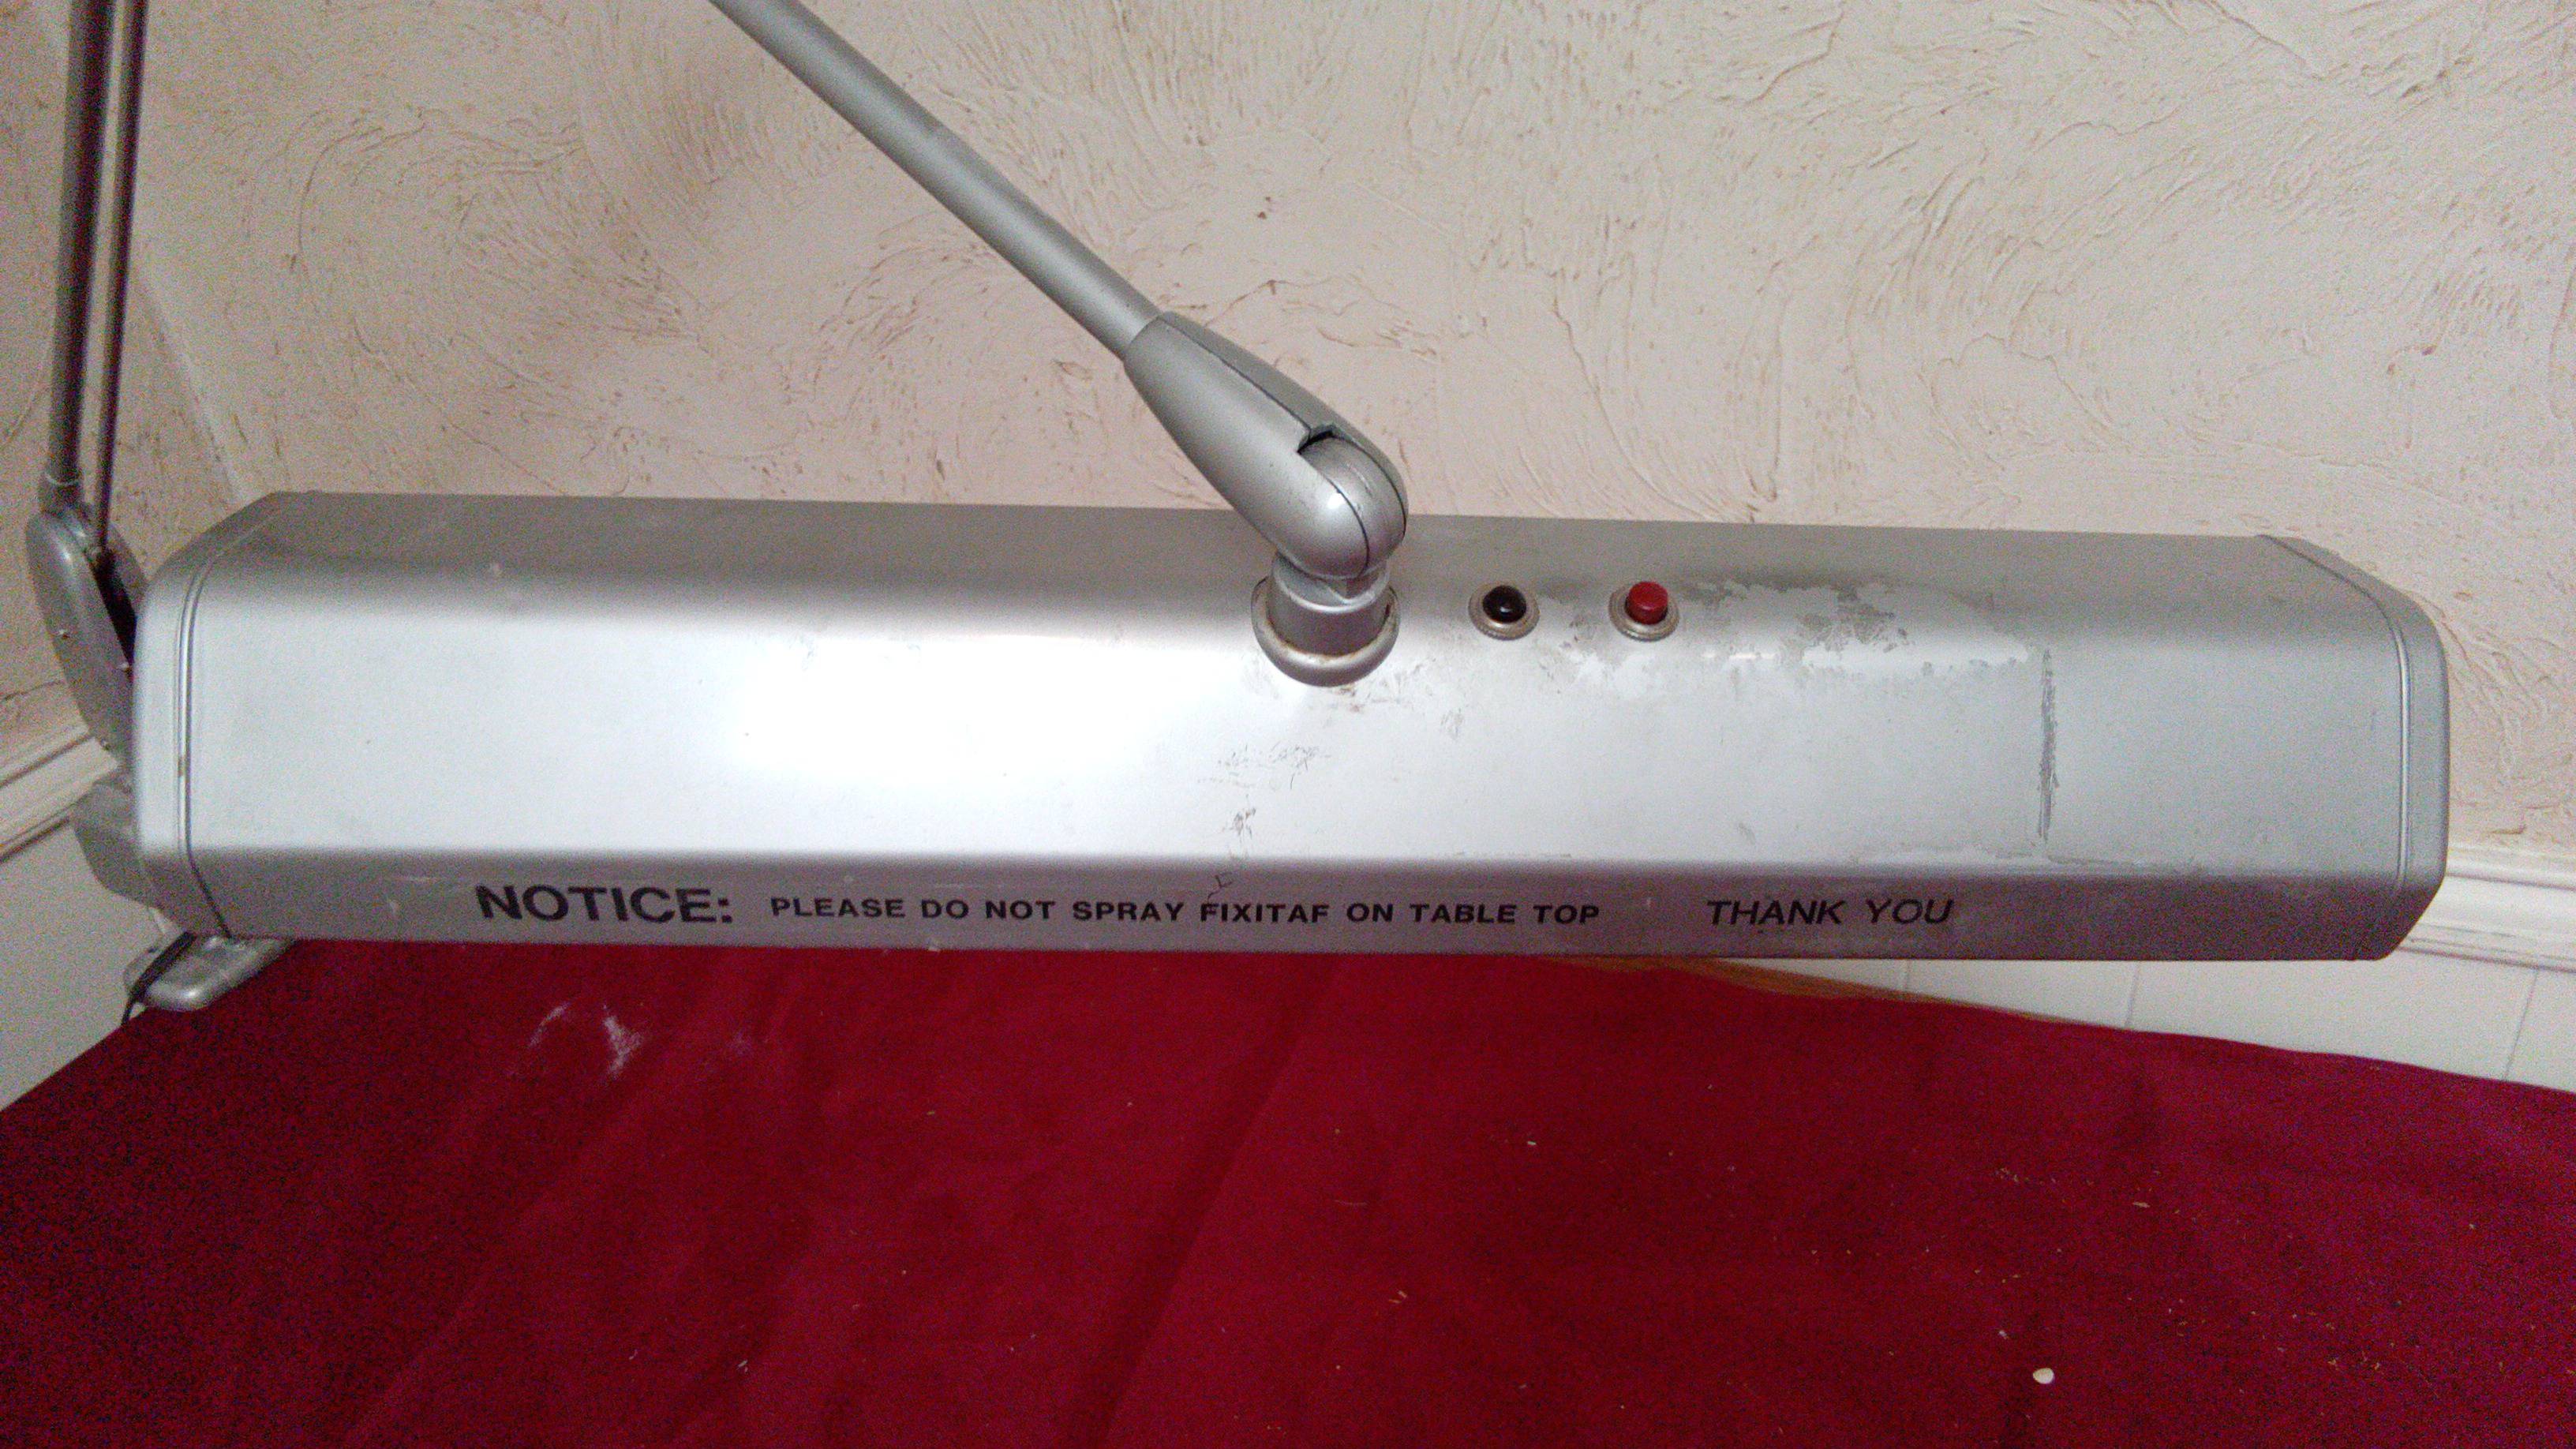 NOTICE: PLEASE DO NOT SPRAY FIXITAF ON TABLE TOP THANK YOU